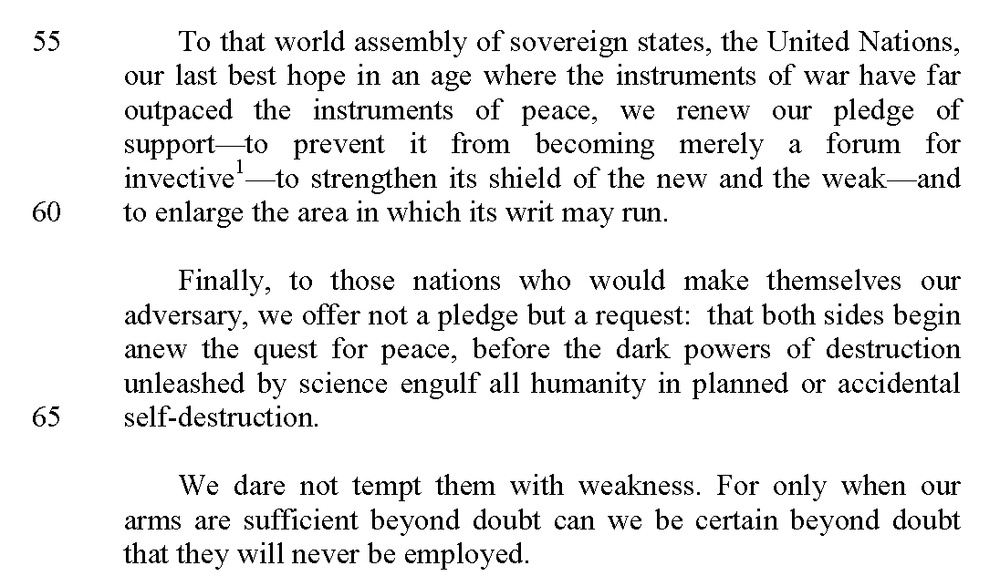 55 To that world assembly of sovereign states, the United Nations,
our last best hope in an age where the instruments of war have far
outpaced the instruments of peace, we renew our pledge of
support—to prevent it from becoming merely a forum for
invective1—to strengthen its shield of the new and the weak—and
60 to enlarge the area in which its writ may run.
Finally, to those nations who would make themselves our
adversary, we offer not a pledge but a request:  that both sides begin
anew the quest for peace, before the dark powers of destruction
unleashed by science engulf all humanity in planned or accidental
65 self-destruction.
We dare not tempt them with weakness. For only when our
arms are sufficient beyond doubt can we be certain beyond doubt
that they will never be employed.